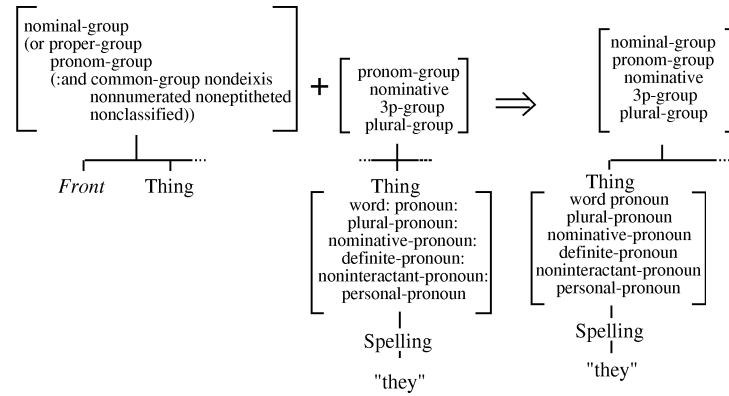 nominal-group
(or proper-group
pronom-group
(:and common-group nondeixis
nonnumerated noneptitheted
nonclassified))
Front Thing
+
pronom-group
nominative
3p-group
plural-group
Thing
word: pronoun:
plural-pronoun:
nominative-pronoun:
definite-pronoun:
noninteractant-pronoun:
personal-pronoun
Spelling
"they"
⇒
nominal-group
pronom-group
nominative
3p-group
plural-group
Thing
word pronoun
plural-pronoun
nominative-pronoun
definite-pronoun
noninteractant-pronoun
personal-pronoun
Spelling
"they"